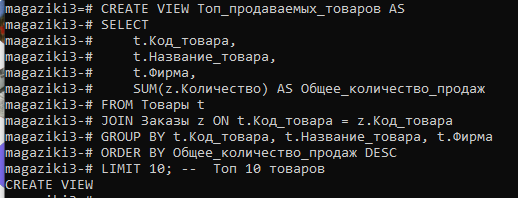 magaziki3=# CREATE VIEW Топ_продаваемых_товаров AS
magaziki3-# SELECT
magaziki3-#     t.Код_товара,
magaziki3-#     t.Название_товара,
magaziki3-#     t.Фирма,
magaziki3-#     SUM(z.Количество) AS Общее_количество_продаж
magaziki3-# FROM Товары t
magaziki3-# JOIN Заказы z ON t.Код_товара = z.Код_товара
magaziki3-# GROUP BY t.Код_товара, t.Название_товара, t.Фирма
magaziki3-# ORDER BY Общее_количество_продаж DESC
magaziki3-# LIMIT 10; --  Топ 10 товаров
CREATE VIEW